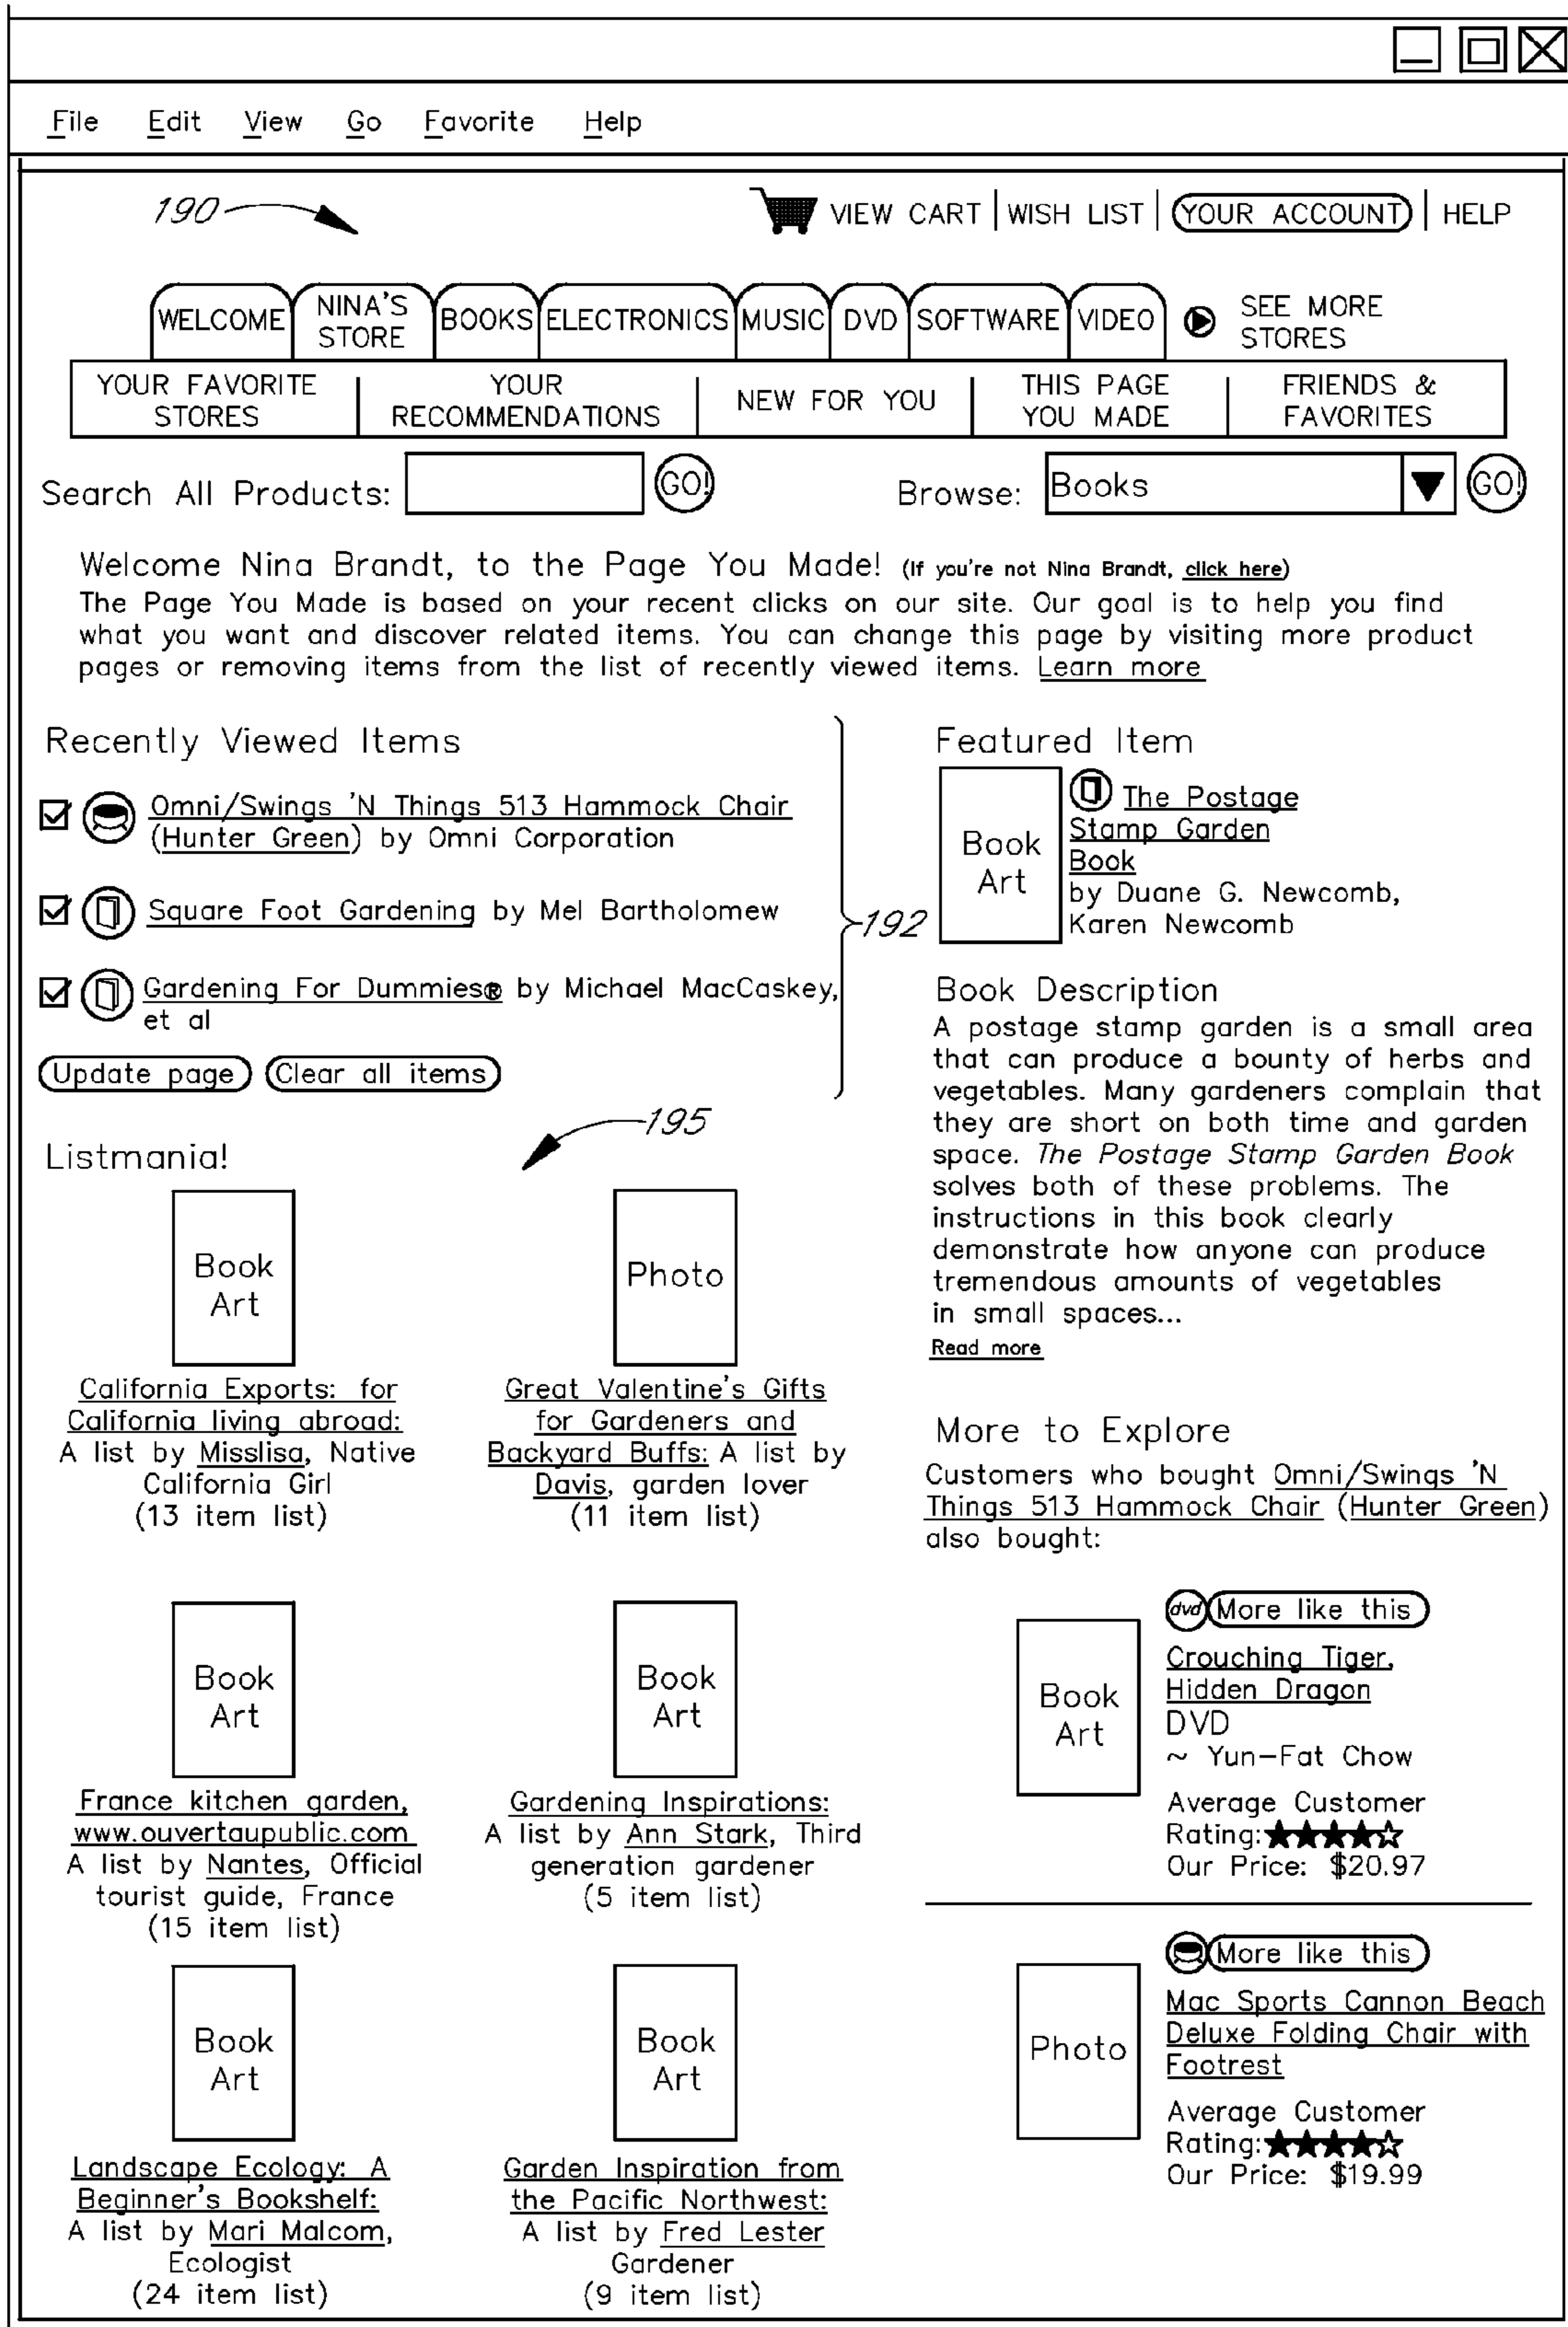 File Edit View Go Favorite Help
190
VIEW CART | WISH LIST | YOUR ACCOUNT | HELP
WELCOME
NINA'S
STORE
BOOKS
ELECTRONICS
MUSIC
DVD
SOFTWARE
VIDEO
SEE MORE
STORES
YOUR FAVORITE
STORES
YOUR
RECOMMENDATIONS
NEW FOR YOU
THIS PAGE
YOU MADE
FRIENDS &
FAVORITES
Search All Products: GO!
Browse: Books GO!
Welcome Nina Brandt, to the Page You Made! (If you're not Nina Brandt, click here)
The Page You Made is based on your recent clicks on our site. Our goal is to help you find
what you want and discover related items. You can change this page by visiting more product
pages or removing items from the list of recently viewed items. Learn more
Recently Viewed Items
Omni/Swings 'N Things 513 Hammock Chair
(Hunter Green) by Omni Corporation
Square Foot Gardening by Mel Bartholomew
Gardening For Dummies® by Michael MacCaskey,
et al
Update page Clear all items
192
195
Listmania!
Book
Art
California Exports: for
California living abroad:
A list by Misslisa, Native
California Girl
(13 item list)
Photo
Great Valentine's Gifts
for Gardeners and
Backyard Buffs: A list by
Davis, garden lover
(11 item list)
Book
Art
France kitchen garden,
www.ouvertaupublic.com
A list by Nantes, Official
tourist guide, France
(15 item list)
Book
Art
Gardening Inspirations:
A list by Ann Stark, Third
generation gardener
(5 item list)
Book
Art
Landscape Ecology: A
Beginner's Bookshelf:
A list by Mari Malcom,
Ecologist
(24 item list)
Book
Art
Garden Inspiration from
the Pacific Northwest:
A list by Fred Lester
Gardener
(9 item list)
Featured Item
Book
Art
The Postage
Stamp Garden
Book
by Duane G. Newcomb,
Karen Newcomb
Book Description
A postage stamp garden is a small area
that can produce a bounty of herbs and
vegetables. Many gardeners complain that
they are short on both time and garden
space. The Postage Stamp Garden Book
solves both of these problems. The
instructions in this book clearly
demonstrate how anyone can produce
tremendous amounts of vegetables
in small spaces...
Read more
More to Explore
Customers who bought Omni/Swings 'N
Things 513 Hammock Chair (Hunter Green)
also bought:
Book
Art
dvd More like this
Crouching Tiger,
Hidden Dragon
DVD
~ Yun-Fat Chow
Average Customer
Rating: ★★★★☆
Our Price: $20.97
Photo
More like this
Mac Sports Cannon Beach
Deluxe Folding Chair with
Footrest
Average Customer
Rating: ★★★★☆
Our Price: $19.99